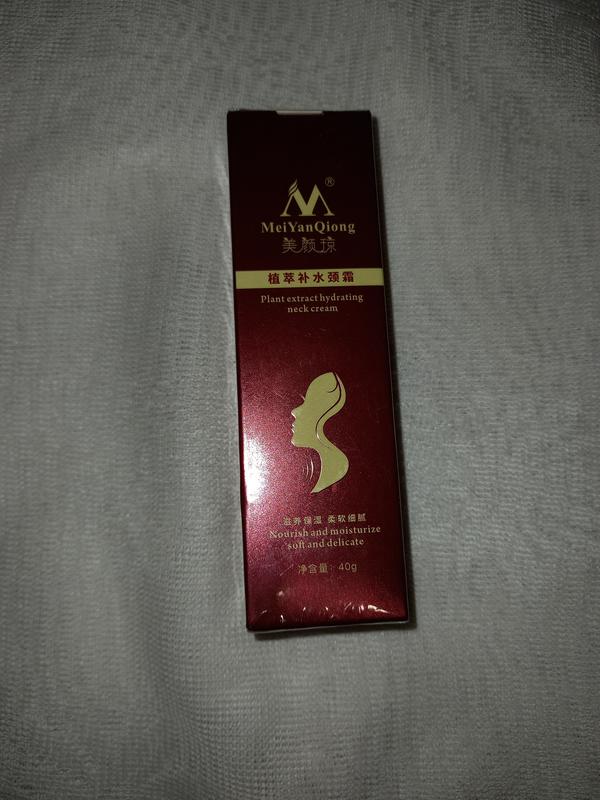 ®
MeiYanQiong
美颜琼
植萃补水颈霜
Plant extract hydrating
neck cream
滋养保湿 柔软细腻
Nourish and moisturize
soft and delicate
净含量：40g